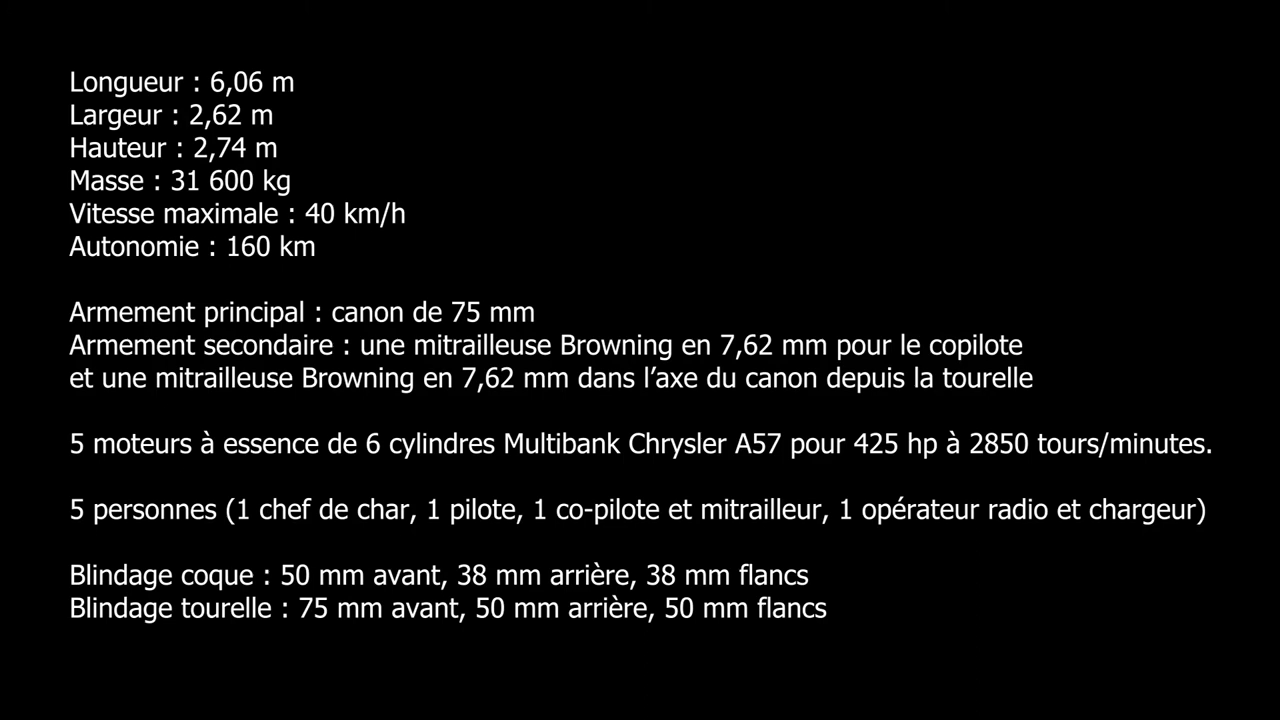 Longueur : 6,06 m
Largeur : 2,62 m
Hauteur : 2,74 m
Masse : 31 600 kg
Vitesse maximale : 40 km/h
Autonomie : 160 km
Armement principal : canon de 75 mm
Armement secondaire : une mitrailleuse Browning en 7,62 mm pour le copilote
et une mitrailleuse Browning en 7,62 mm dans l’axe du canon depuis la tourelle
5 moteurs à essence de 6 cylindres Multibank Chrysler A57 pour 425 hp à 2850 tours/minutes.
5 personnes (1 chef de char, 1 pilote, 1 co-pilote et mitrailleur, 1 opérateur radio et chargeur)
Blindage coque : 50 mm avant, 38 mm arrière, 38 mm flancs
Blindage tourelle : 75 mm avant, 50 mm arrière, 50 mm flancs